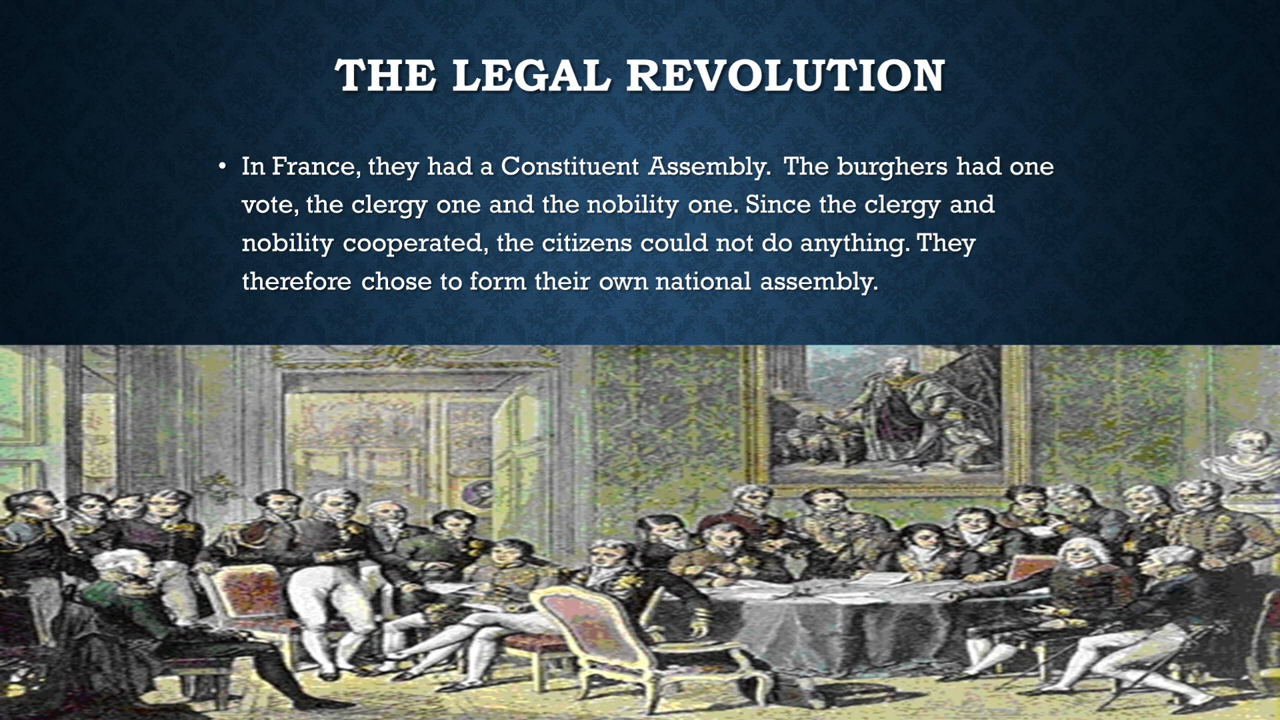 THE LEGAL REVOLUTION
• In France, they had a Constituent Assembly.  The burghers had one
vote, the clergy one and the nobility one. Since the clergy and
nobility cooperated, the citizens could not do anything. They
therefore chose to form their own national assembly.